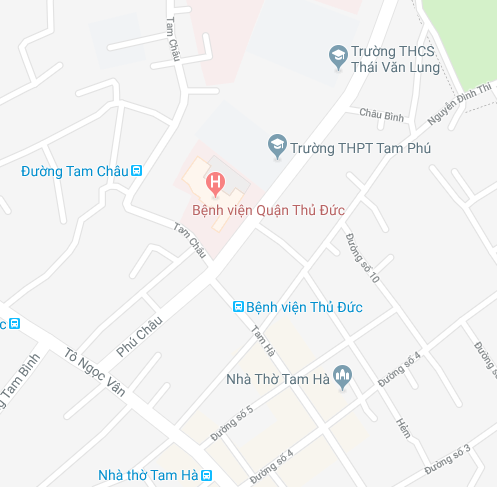 Tam Châu
Trường THCS
Thái Văn Lung
Nguyễn Đình Thi
Châu Bình
Trường THPT Tam Phú
Đường Tam Châu
H
Bệnh viện Quận Thủ Đức
Tam Châu
Đường số 10
Bệnh viện Thủ Đức
c
Phú Châu
Tam Hà
Tô Ngọc Vân
g Tam Bình
Đường số
Nhà Thờ Tam Hà
Đường số 4
Đường số 5
Hẻm
Đường số 4
Đường số 3
Nhà thờ Tam Hà